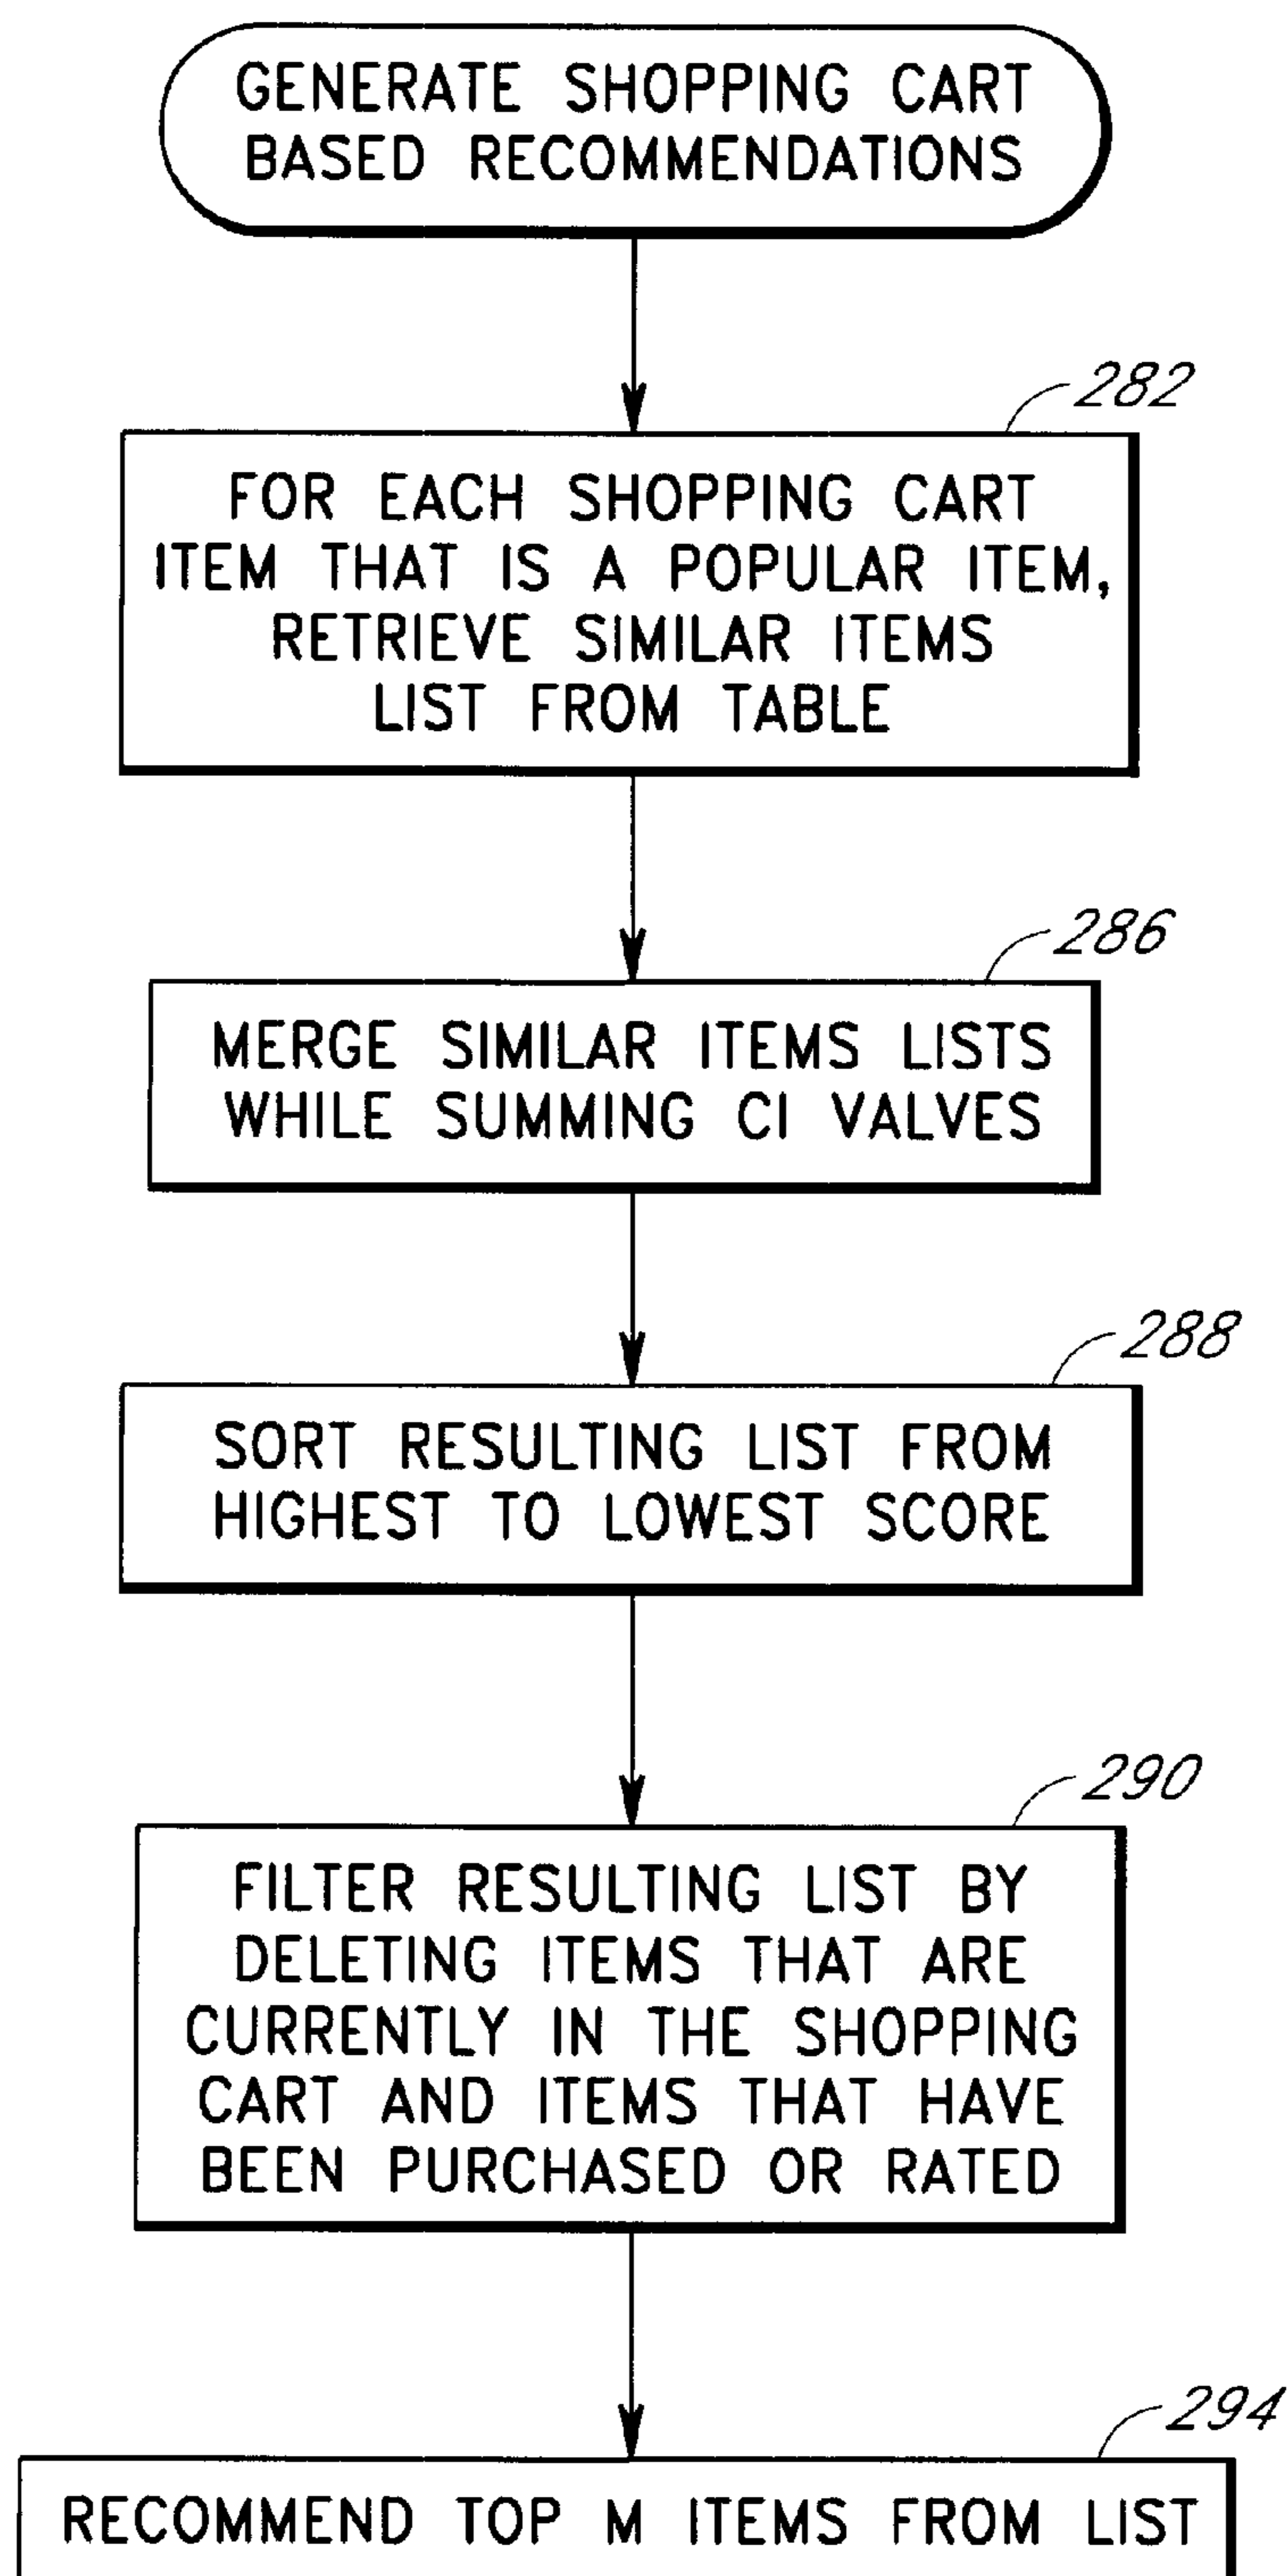 GENERATE SHOPPING CART
BASED RECOMMENDATIONS
282
FOR EACH SHOPPING CART
ITEM THAT IS A POPULAR ITEM,
RETRIEVE SIMILAR ITEMS
LIST FROM TABLE
286
MERGE SIMILAR ITEMS LISTS
WHILE SUMMING CI VALVES
288
SORT RESULTING LIST FROM
HIGHEST TO LOWEST SCORE
290
FILTER RESULTING LIST BY
DELETING ITEMS THAT ARE
CURRENTLY IN THE SHOPPING
CART AND ITEMS THAT HAVE
BEEN PURCHASED OR RATED
294
RECOMMEND TOP M ITEMS FROM LIST